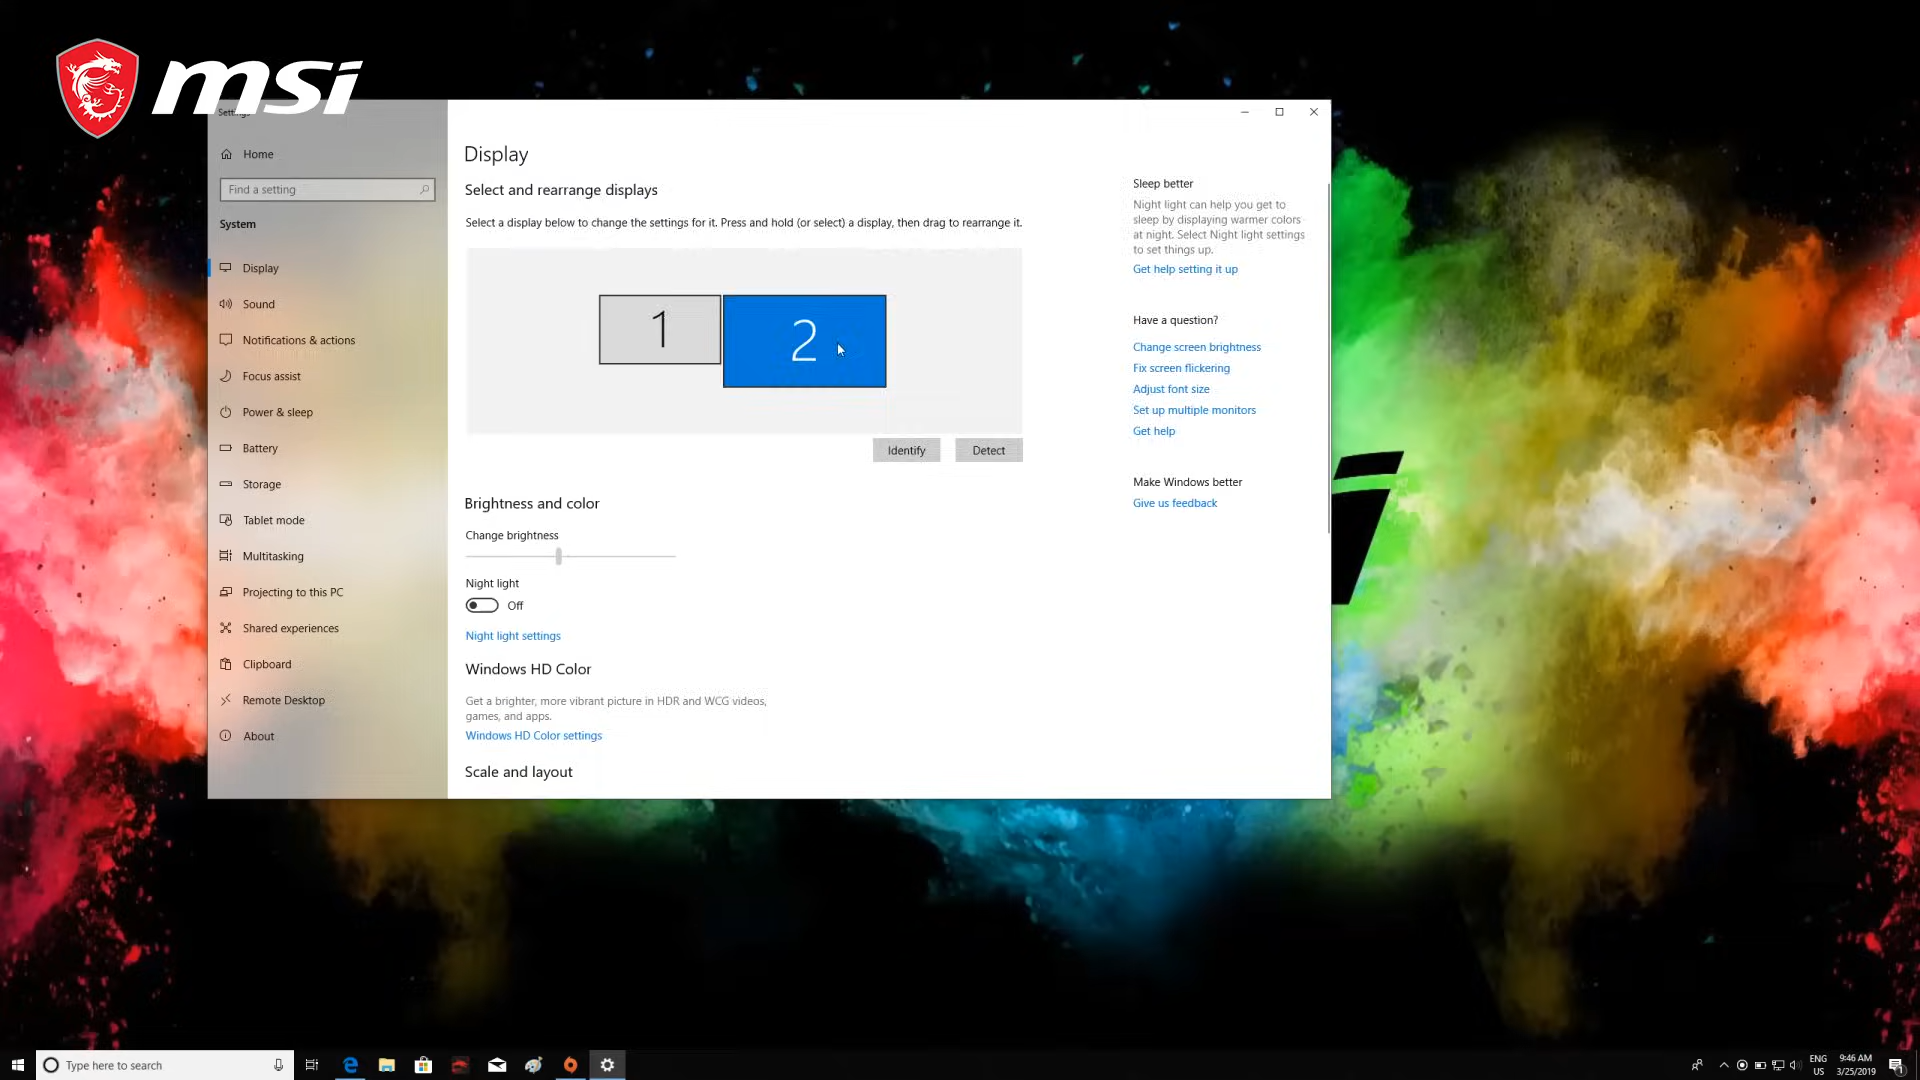 msi
Settings
Home
Find a setting
System
Display
Sound
Notifications & actions
Focus assist
Power & sleep
Battery
Storage
Tablet mode
Multitasking
Projecting to this PC
Shared experiences
Clipboard
Remote Desktop
About
Display
Select and rearrange displays
Select a display below to change the settings for it. Press and hold (or select) a display, then drag to rearrange it.
1
2
Identify
Detect
Brightness and color
Change brightness
Night light
Off
Night light settings
Windows HD Color
Get a brighter, more vibrant picture in HDR and WCG videos,
games, and apps.
Windows HD Color settings
Scale and layout
Sleep better
Night light can help you get to
sleep by displaying warmer colors
at night. Select Night light settings
to set things up.
Get help setting it up
Have a question?
Change screen brightness
Fix screen flickering
Adjust font size
Set up multiple monitors
Get help
Make Windows better
Give us feedback
Type here to search
ENG
US
9:46 AM
3/25/2019
1